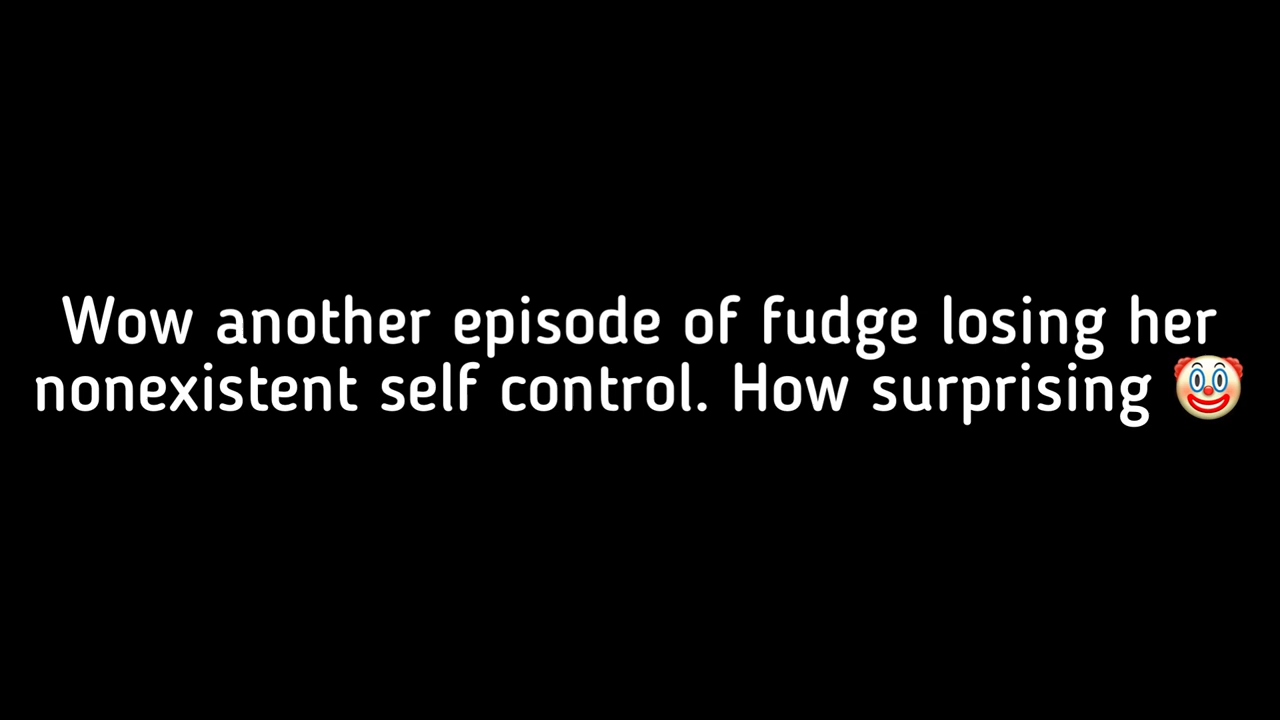 Wow another episode of fudge losing her
nonexistent self control. How surprising 🤡